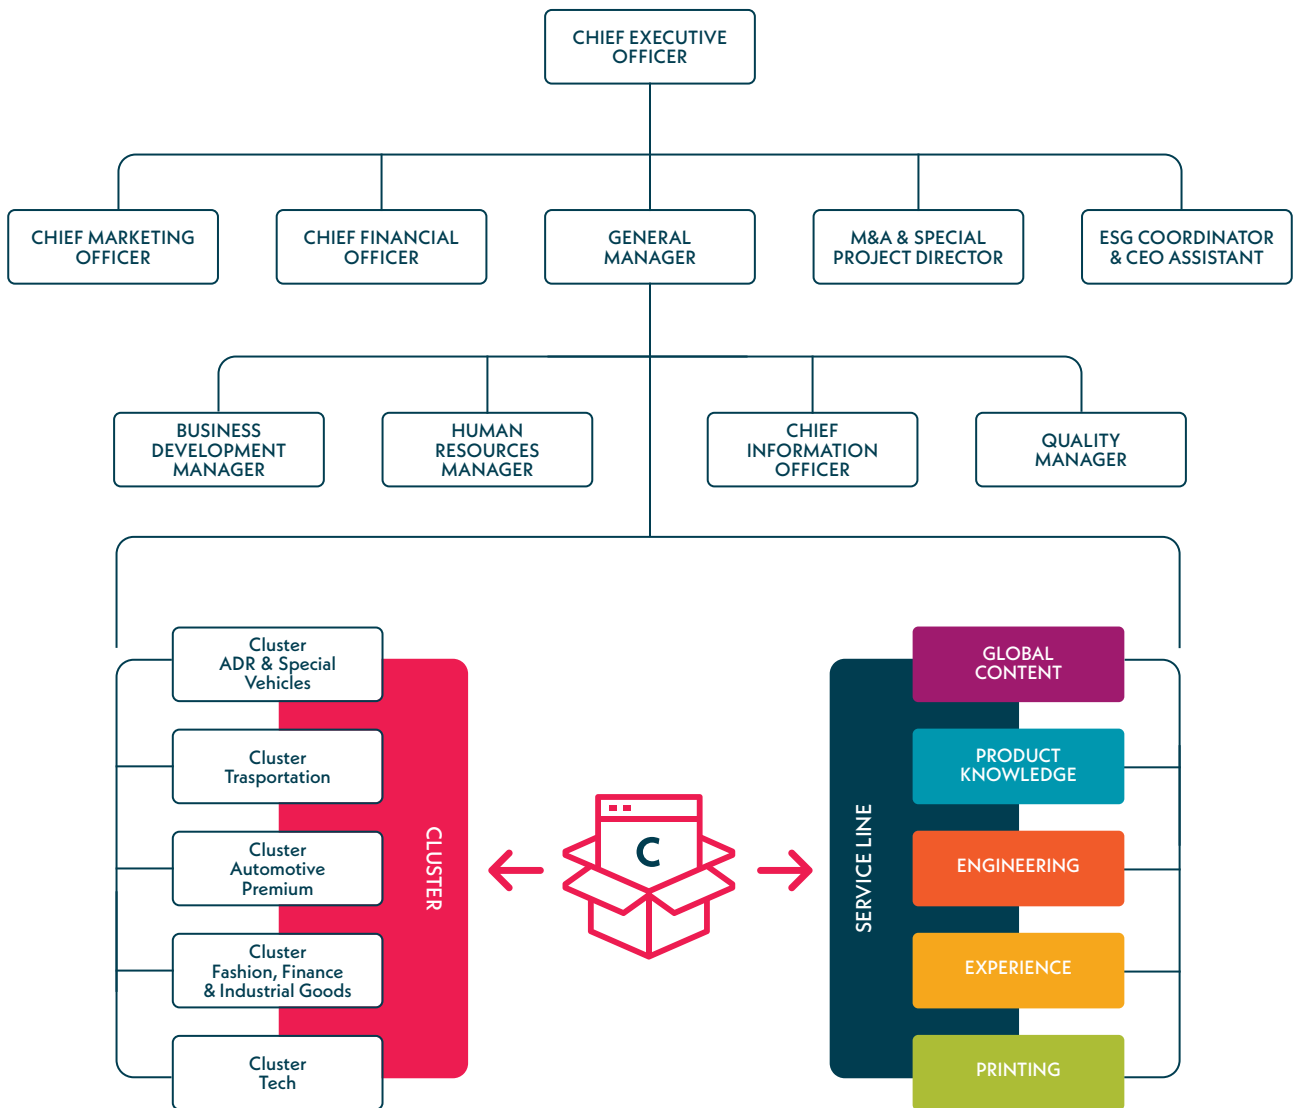 CHIEF EXECUTIVE
OFFICER
CHIEF MARKETING
OFFICER
CHIEF FINANCIAL
OFFICER
GENERAL
MANAGER
M&A & SPECIAL
PROJECT DIRECTOR
ESG COORDINATOR
& CEO ASSISTANT
BUSINESS
DEVELOPMENT
MANAGER
HUMAN
RESOURCES
MANAGER
CHIEF
INFORMATION
OFFICER
QUALITY
MANAGER
Cluster
ADR & Special
Vehicles
Cluster
Trasportation
Cluster
Automotive
Premium
Cluster
Fashion, Finance
& Industrial Goods
Cluster
Tech
CLUSTER
C
SERVICE LINE
GLOBAL
CONTENT
PRODUCT
KNOWLEDGE
ENGINEERING
EXPERIENCE
PRINTING